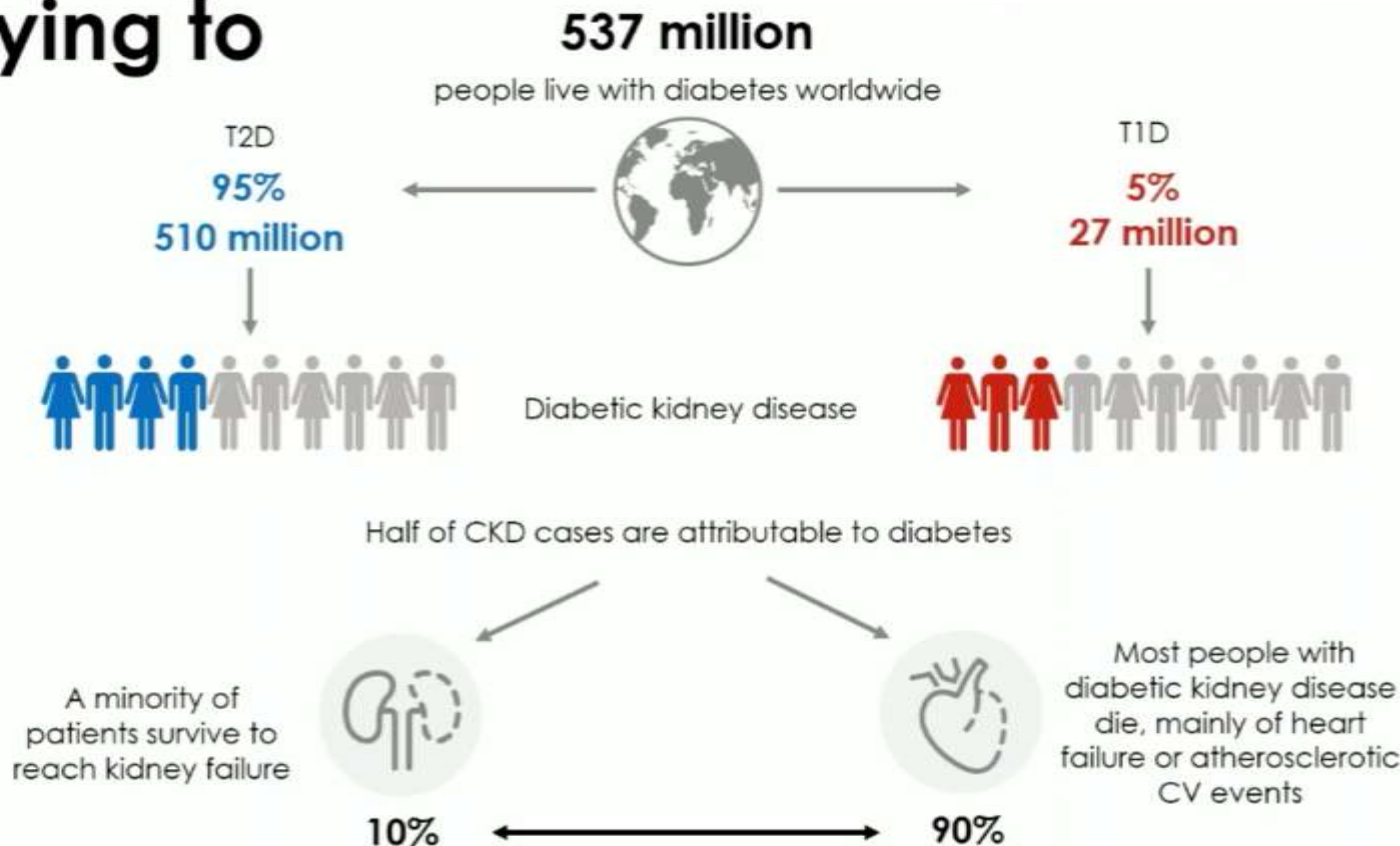 ying to
537 million
people live with diabetes worldwide
T2D
95%
510 million
T1D
5%
27 million
Diabetic kidney disease
Half of CKD cases are attributable to diabetes
A minority of
patients survive to
reach kidney failure
10%
Most people with
diabetic kidney disease
die, mainly of heart
failure or atherosclerotic
CV events
90%